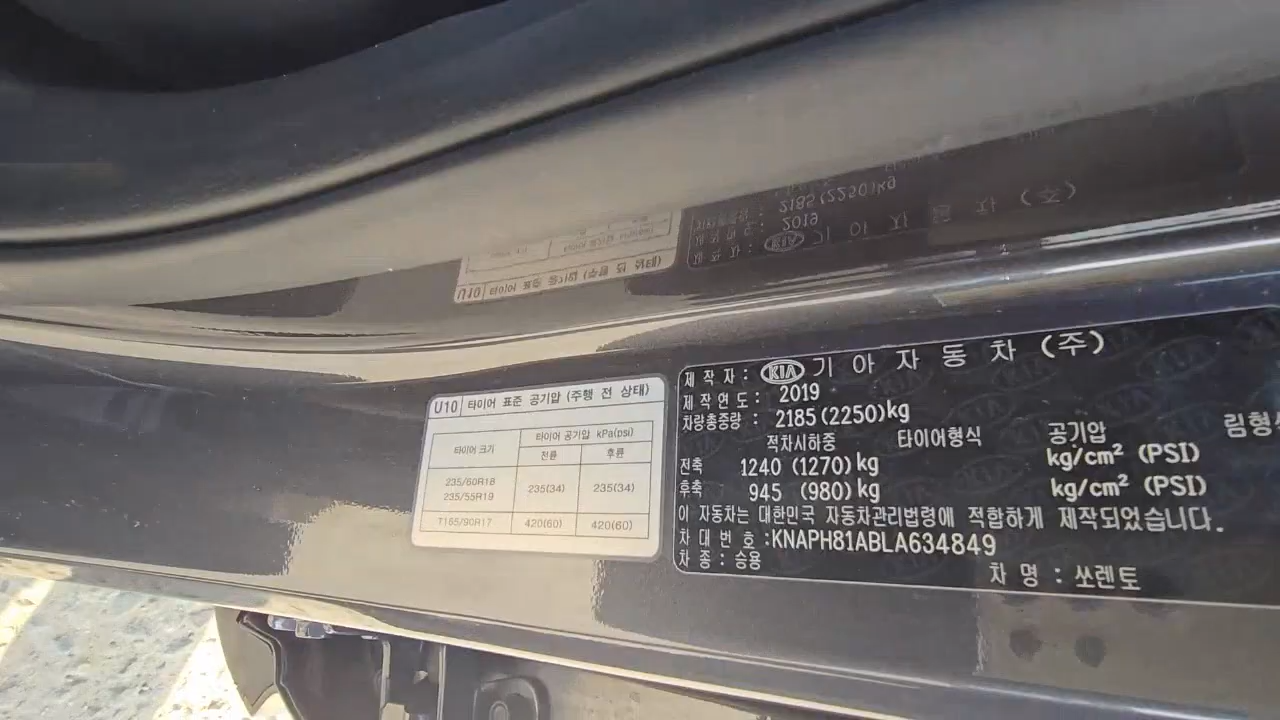 U10 타이어 표준 공기압 (주행 전 상태)
타이어 크기 타이어 공기압 kPa(psi)
전륜 후륜
235/60R18
235/55R19 235(34) 235(34)
T165/90R17 420(60) 420(60)
제작자 : KIA 기아자동차 (주)
제작연도 : 2019
차량총중량 : 2185 (2250)kg
적차시하중 타이어형식 공기압
전축 1240 (1270)kg kg/cm² (PSI)
후축 945 (980)kg kg/cm² (PSI)
이 자동차는 대한민국 자동차관리법령에 적합하게 제작되었습니다.
차대번호 :KNAPH81ABLA634849
차종 : 승용
차명 : 쏘렌토